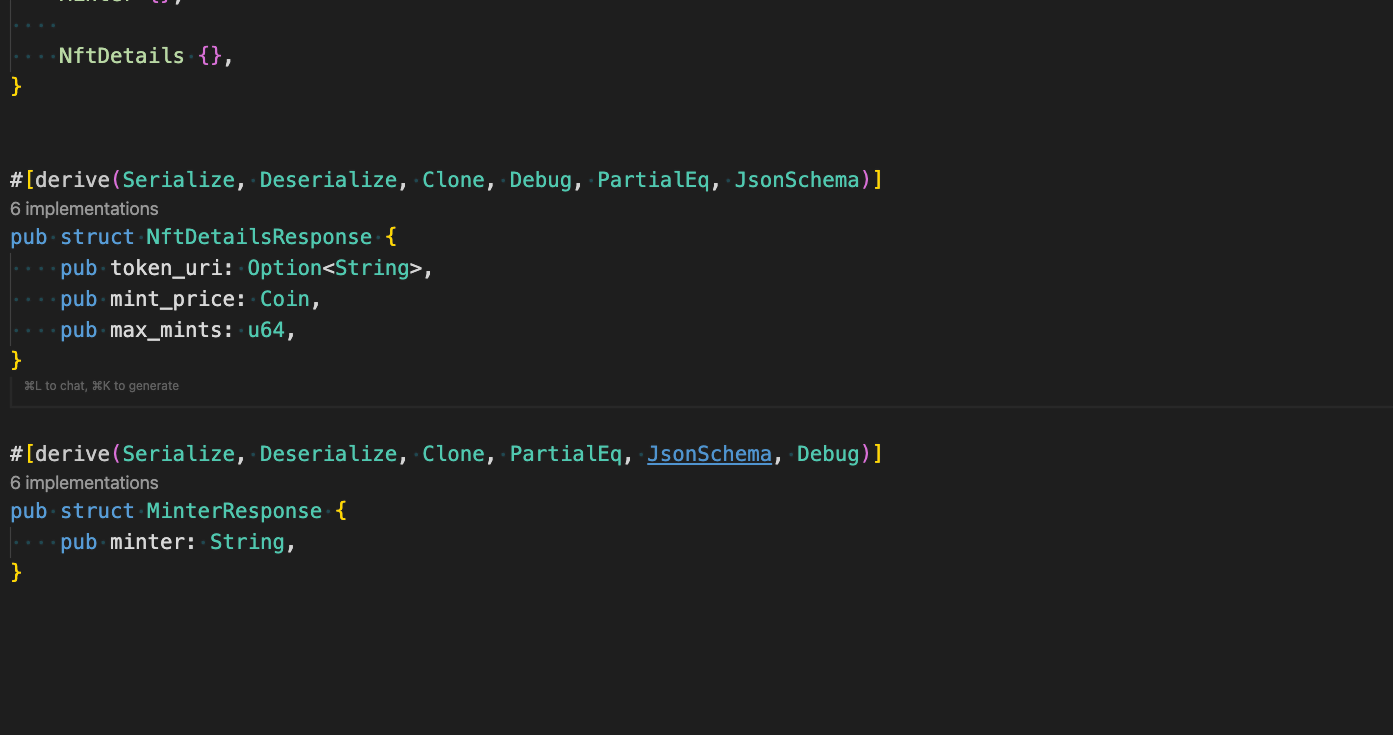 NftDetails {},
}
#[derive(Serialize, Deserialize, Clone, Debug, PartialEq, JsonSchema)]
6 implementations
pub struct NftDetailsResponse {
pub token_uri: Option<String>,
pub mint_price: Coin,
pub max_mints: u64,
}
⌘L to chat, ⌘K to generate
#[derive(Serialize, Deserialize, Clone, PartialEq, JsonSchema, Debug)]
6 implementations
pub struct MinterResponse {
pub minter: String,
}